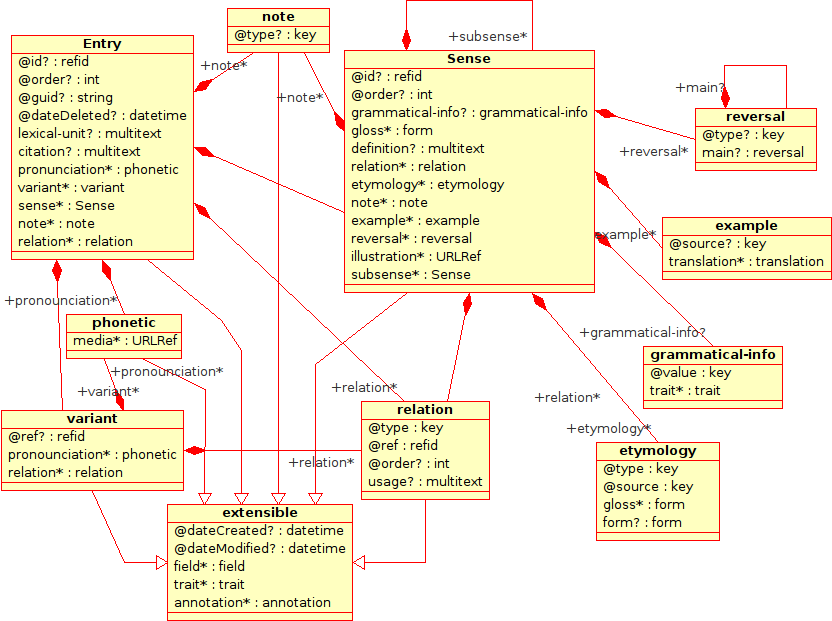 note
@type? : key
Entry
@id? : refid
@order? : int
@guid? : string
@dateDeleted? : datetime
lexical-unit? : multitext
citation? : multitext
pronunciation* : phonetic
variant* : variant
sense* : Sense
note* : note
relation* : relation
+note*
+note*
+subsense*
Sense
@id? : refid
@order? : int
grammatical-info? : grammatical-info
gloss* : form
definition? : multitext
relation* : relation
etymology* : etymology
note* : note
example* : example
reversal* : reversal
illustration* : URLRef
subsense* : Sense
+main?
reversal
@type? : key
main? : reversal
+reversal*
example
@source? : key
translation* : translation
example*
+grammatical-info?
grammatical-info
@value : key
trait* : trait
+pronounciation*
phonetic
media* : URLRef
+pronounciation*
+variant*
variant
@ref? : refid
pronounciation* : phonetic
relation* : relation
+relation*
relation
@type : key
@ref : refid
@order? : int
usage? : multitext
+relation*
+relation*
+etymology*
etymology
@type : key
@source : key
gloss* : form
form? : form
extensible
@dateCreated? : datetime
@dateModified? : datetime
field* : field
trait* : trait
annotation* : annotation